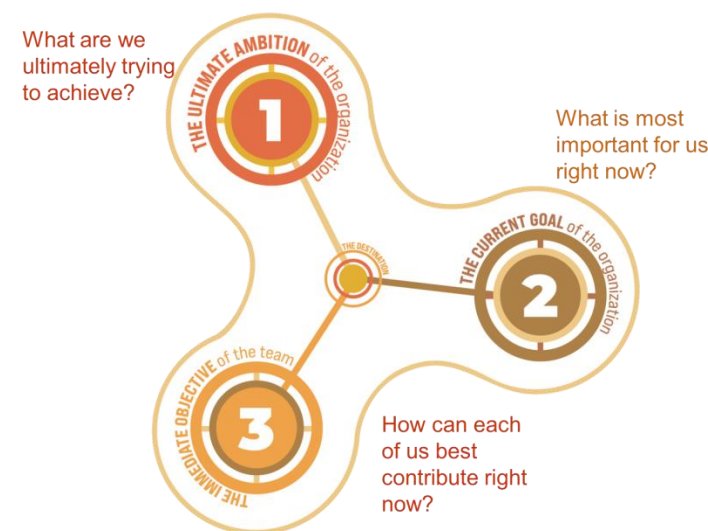 What are we
ultimately trying
to achieve?
THE ULTIMATE AMBITION of the organization
1
What is most
important for us
right now?
THE CURRENT GOAL of the organization
2
THE DESTINATION
THE IMMEDIATE OBJECTIVE of the team
3
How can each
of us best
contribute right
now?